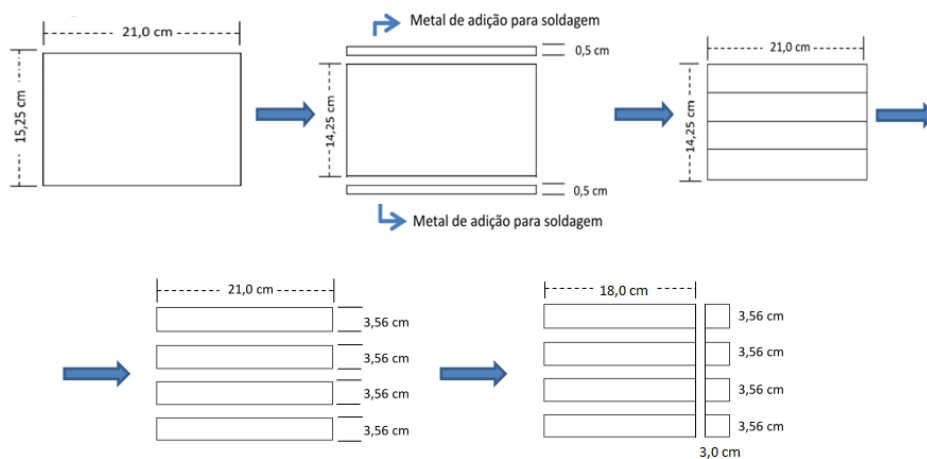 21,0 cm
15,25 cm
Metal de adição para soldagem
0,5 cm
14,25 cm
0,5 cm
Metal de adição para soldagem
21,0 cm
14,25 cm
21,0 cm
3,56 cm
3,56 cm
3,56 cm
3,56 cm
18,0 cm
3,56 cm
3,56 cm
3,56 cm
3,56 cm
3,0 cm